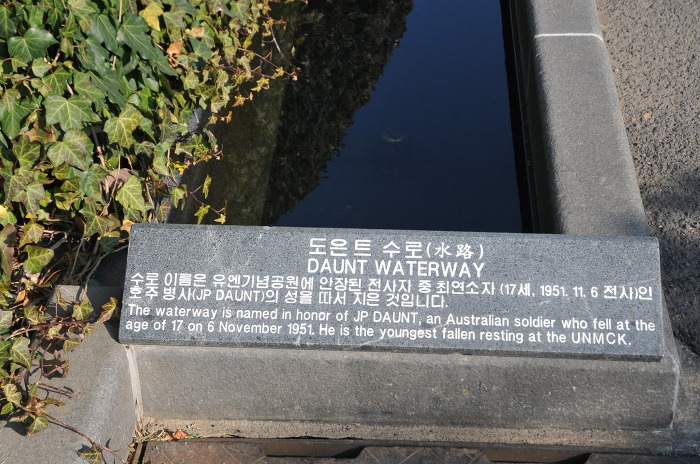 도은트 수로(水路)
DAUNT WATERWAY
수로 이름은 유엔기념공원에 안장된 전사자 중 최연소자 (17세, 1951. 11. 6 전사)인
호주 병사(JP DAUNT)의 성을 따서 지은 것입니다.
The waterway is named in honor of JP DAUNT, an Australian soldier who fell at the
age of 17 on 6 November 1951. He is the youngest fallen resting at the UNMCK.